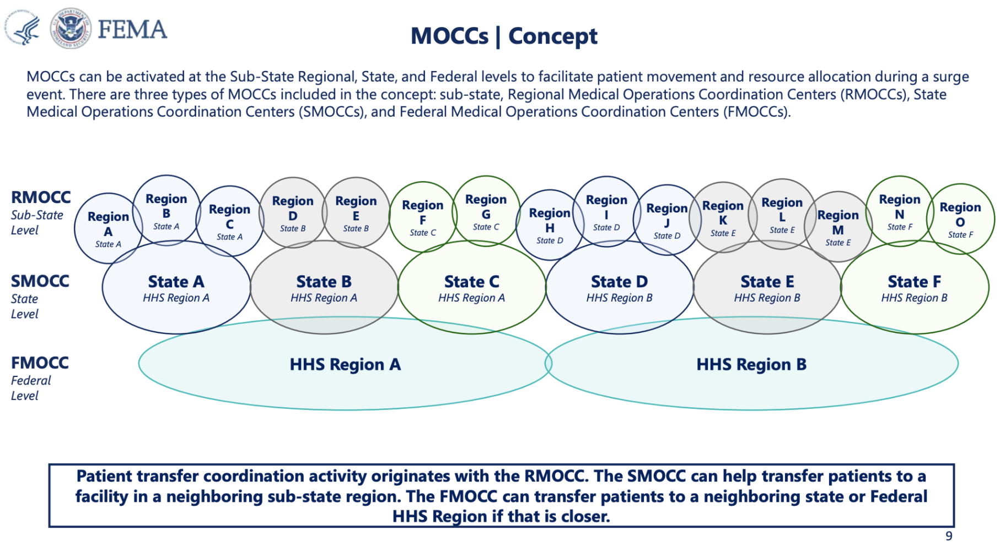 FEMA
MOCCs | Concept
MOCCs can be activated at the Sub-State Regional, State, and Federal levels to facilitate patient movement and resource allocation during a surge
event. There are three types of MOCCs included in the concept: sub-state, Regional Medical Operations Coordination Centers (RMOCCs), State
Medical Operations Coordination Centers (SMOCCs), and Federal Medical Operations Coordination Centers (FMOCCs).
RMOCC
Sub-State
Level
Region
A
State A
Region
B
State A
Region
C
State A
Region
D
State B
Region
E
State B
Region
F
State C
Region
G
State C
Region
H
State D
Region
I
State D
Region
J
State D
Region
K
State E
Region
L
State E
Region
M
State E
Region
N
State F
Region
O
State F
SMOCC
State
Level
State A
HHS Region A
State B
HHS Region A
State C
HHS Region A
State D
HHS Region B
State E
HHS Region B
State F
HHS Region B
FMOCC
Federal
Level
HHS Region A
HHS Region B
Patient transfer coordination activity originates with the RMOCC. The SMOCC can help transfer patients to a
facility in a neighboring sub-state region. The FMOCC can transfer patients to a neighboring state or Federal
HHS Region if that is closer.
9